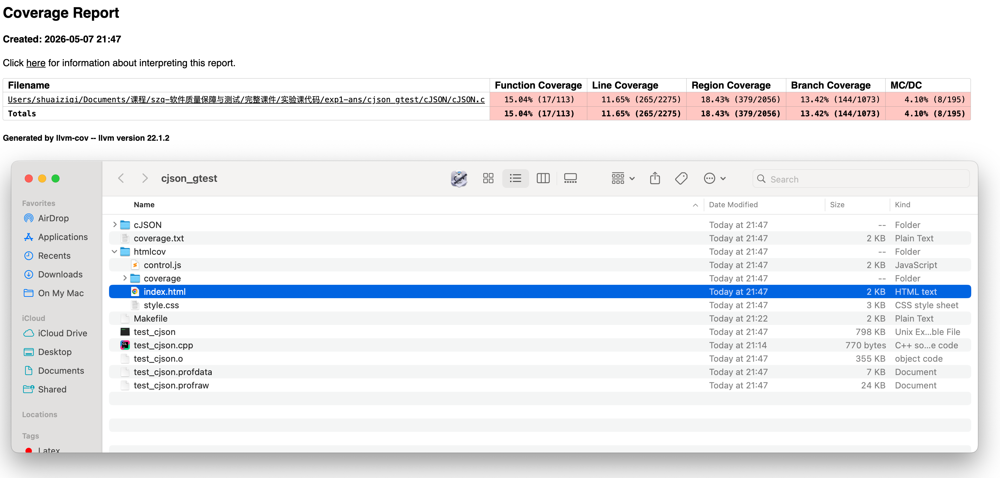 Coverage Report
Created: 2026-05-07 21:47
Click here for information about interpreting this report.
Filename Function Coverage Line Coverage Region Coverage Branch Coverage MC/DC
Users/shuaiziqi/Documents/课程/szq-软件质量保障与测试/完整课件/实验课代码/exp1-ans/cjson_gtest/cJSON/cJSON.c 15.04% (17/113) 11.65% (265/2275) 18.43% (379/2056) 13.42% (144/1073) 4.10% (8/195)
Totals 15.04% (17/113) 11.65% (265/2275) 18.43% (379/2056) 13.42% (144/1073) 4.10% (8/195)
Generated by llvm-cov -- llvm version 22.1.2
cjson_gtest
Search
Favorites
AirDrop
Applications
Recents
Downloads
On My Mac
iCloud
iCloud Drive
Desktop
Documents
Shared
Locations
Tags
Latex
Name Date Modified Size Kind
cJSON Today at 21:47 -- Folder
coverage.txt Today at 21:47 2 KB Plain Text
htmlcov Today at 21:47 -- Folder
control.js Today at 21:47 2 KB JavaScript
coverage Today at 21:47 -- Folder
index.html Today at 21:47 2 KB HTML text
style.css Today at 21:47 3 KB CSS style sheet
Makefile Today at 21:22 2 KB Plain Text
test_cjson Today at 21:47 798 KB Unix Ex...ble File
test_cjson.cpp Today at 21:14 770 bytes C++ so...e code
test_cjson.o Today at 21:47 355 KB object code
test_cjson.profdata Today at 21:47 7 KB Document
test_cjson.profraw Today at 21:47 24 KB Document